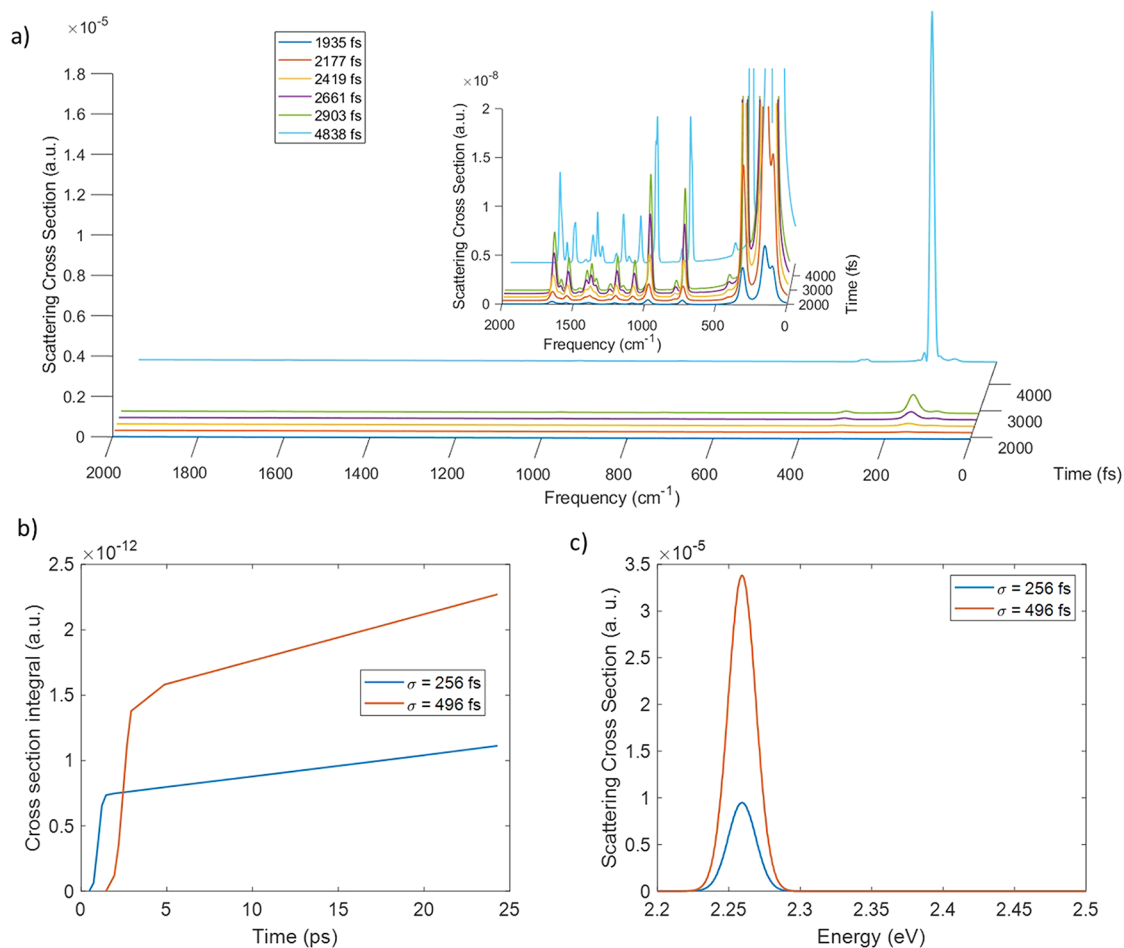 a)
×10-5
1935 fs
2177 fs
2419 fs
2661 fs
2903 fs
4838 fs
Scattering Cross Section (a.u.)
1.8
1.6
1.4
1.2
1
0.8
0.6
0.4
0.2
0
2000
1800
1600
1400
1200
1000
800
600
400
200
0
Frequency (cm-1)
2000
3000
4000
Time (fs)
×10-8
Scattering Cross Section (a.u.)
2
1.5
1
0.5
0
2000
1500
1000
500
0
Frequency (cm-1)
4000
3000
2000
Time (fs)
b)
×10-12
Cross section integral (a.u.)
2.5
2
1.5
1
0.5
0
σ = 256 fs
σ = 496 fs
0 5 10 15 20 25
Time (ps)
c)
×10-5
Scattering Cross Section (a. u.)
3.5
3
2.5
2
1.5
1
0.5
0
σ = 256 fs
σ = 496 fs
2.2 2.25 2.3 2.35 2.4 2.45 2.5
Energy (eV)